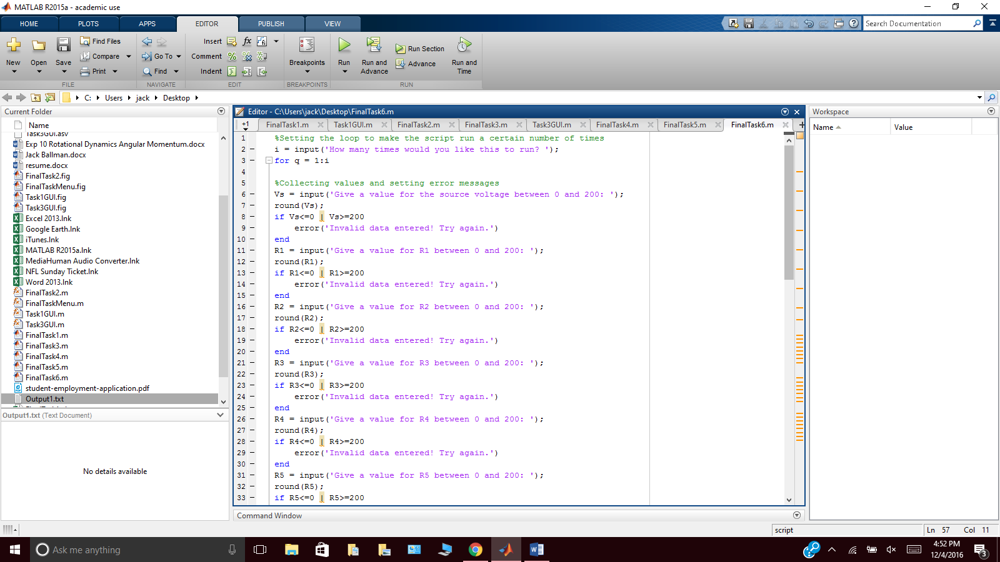 MATLAB R2015a - academic use
HOME PLOTS APPS EDITOR PUBLISH VIEW
Search Documentation
New Open Save
Find Files
Compare
Print
Go To
Find
Insert fx
Comment
Indent
Breakpoints
Run Run and Advance
Run Section
Advance
Run and Time
FILE NAVIGATE EDIT BREAKPOINTS RUN
C: Users jack Desktop
Current Folder
Name
Task3GUI.asv
Exp 10 Rotational Dynamics Angular Momentum.docx
Jack Ballman.docx
resume.docx
FinalTask2.fig
FinalTaskMenu.fig
Task1GUI.fig
Task3GUI.fig
Excel 2013.lnk
Google Earth.lnk
iTunes.lnk
MATLAB R2015a.lnk
MediaHuman Audio Converter.lnk
NFL Sunday Ticket.lnk
Word 2013.lnk
FinalTask2.m
FinalTaskMenu.m
Task1GUI.m
Task3GUI.m
FinalTask1.m
FinalTask3.m
FinalTask4.m
FinalTask5.m
FinalTask6.m
student-employment-application.pdf
Output1.txt
Output1.txt (Text Document)
No details available
Editor - C:\Users\jack\Desktop\FinalTask6.m
+1 FinalTask1.m Task1GUI.m FinalTask2.m FinalTask3.m Task3GUI.m FinalTask4.m FinalTask5.m FinalTask6.m
1 %Setting the loop to make the script run a certain number of times
2 i = input('How many times would you like this to run? ');
3 for q = 1:i
4
5 %Collecting values and setting error messages
6 Vs = input('Give a value for the source voltage between 0 and 200: ');
7 round(Vs);
8 if Vs<=0 | Vs>=200
9 error('Invalid data entered! Try again.')
10 end
11 R1 = input('Give a value for R1 between 0 and 200: ');
12 round(R1);
13 if R1<=0 | R1>=200
14 error('Invalid data entered! Try again.')
15 end
16 R2 = input('Give a value for R2 between 0 and 200: ');
17 round(R2);
18 if R2<=0 | R2>=200
19 error('Invalid data entered! Try again.')
20 end
21 R3 = input('Give a value for R3 between 0 and 200: ');
22 round(R3);
23 if R3<=0 | R3>=200
24 error('Invalid data entered! Try again.')
25 end
26 R4 = input('Give a value for R4 between 0 and 200: ');
27 round(R4);
28 if R4<=0 | R4>=200
29 error('Invalid data entered! Try again.')
30 end
31 R5 = input('Give a value for R5 between 0 and 200: ');
32 round(R5);
33 if R5<=0 | R5>=200
Command Window
Workspace
Name Value
script
Ln 57 Col 11
Ask me anything
4:52 PM
12/4/2016
3